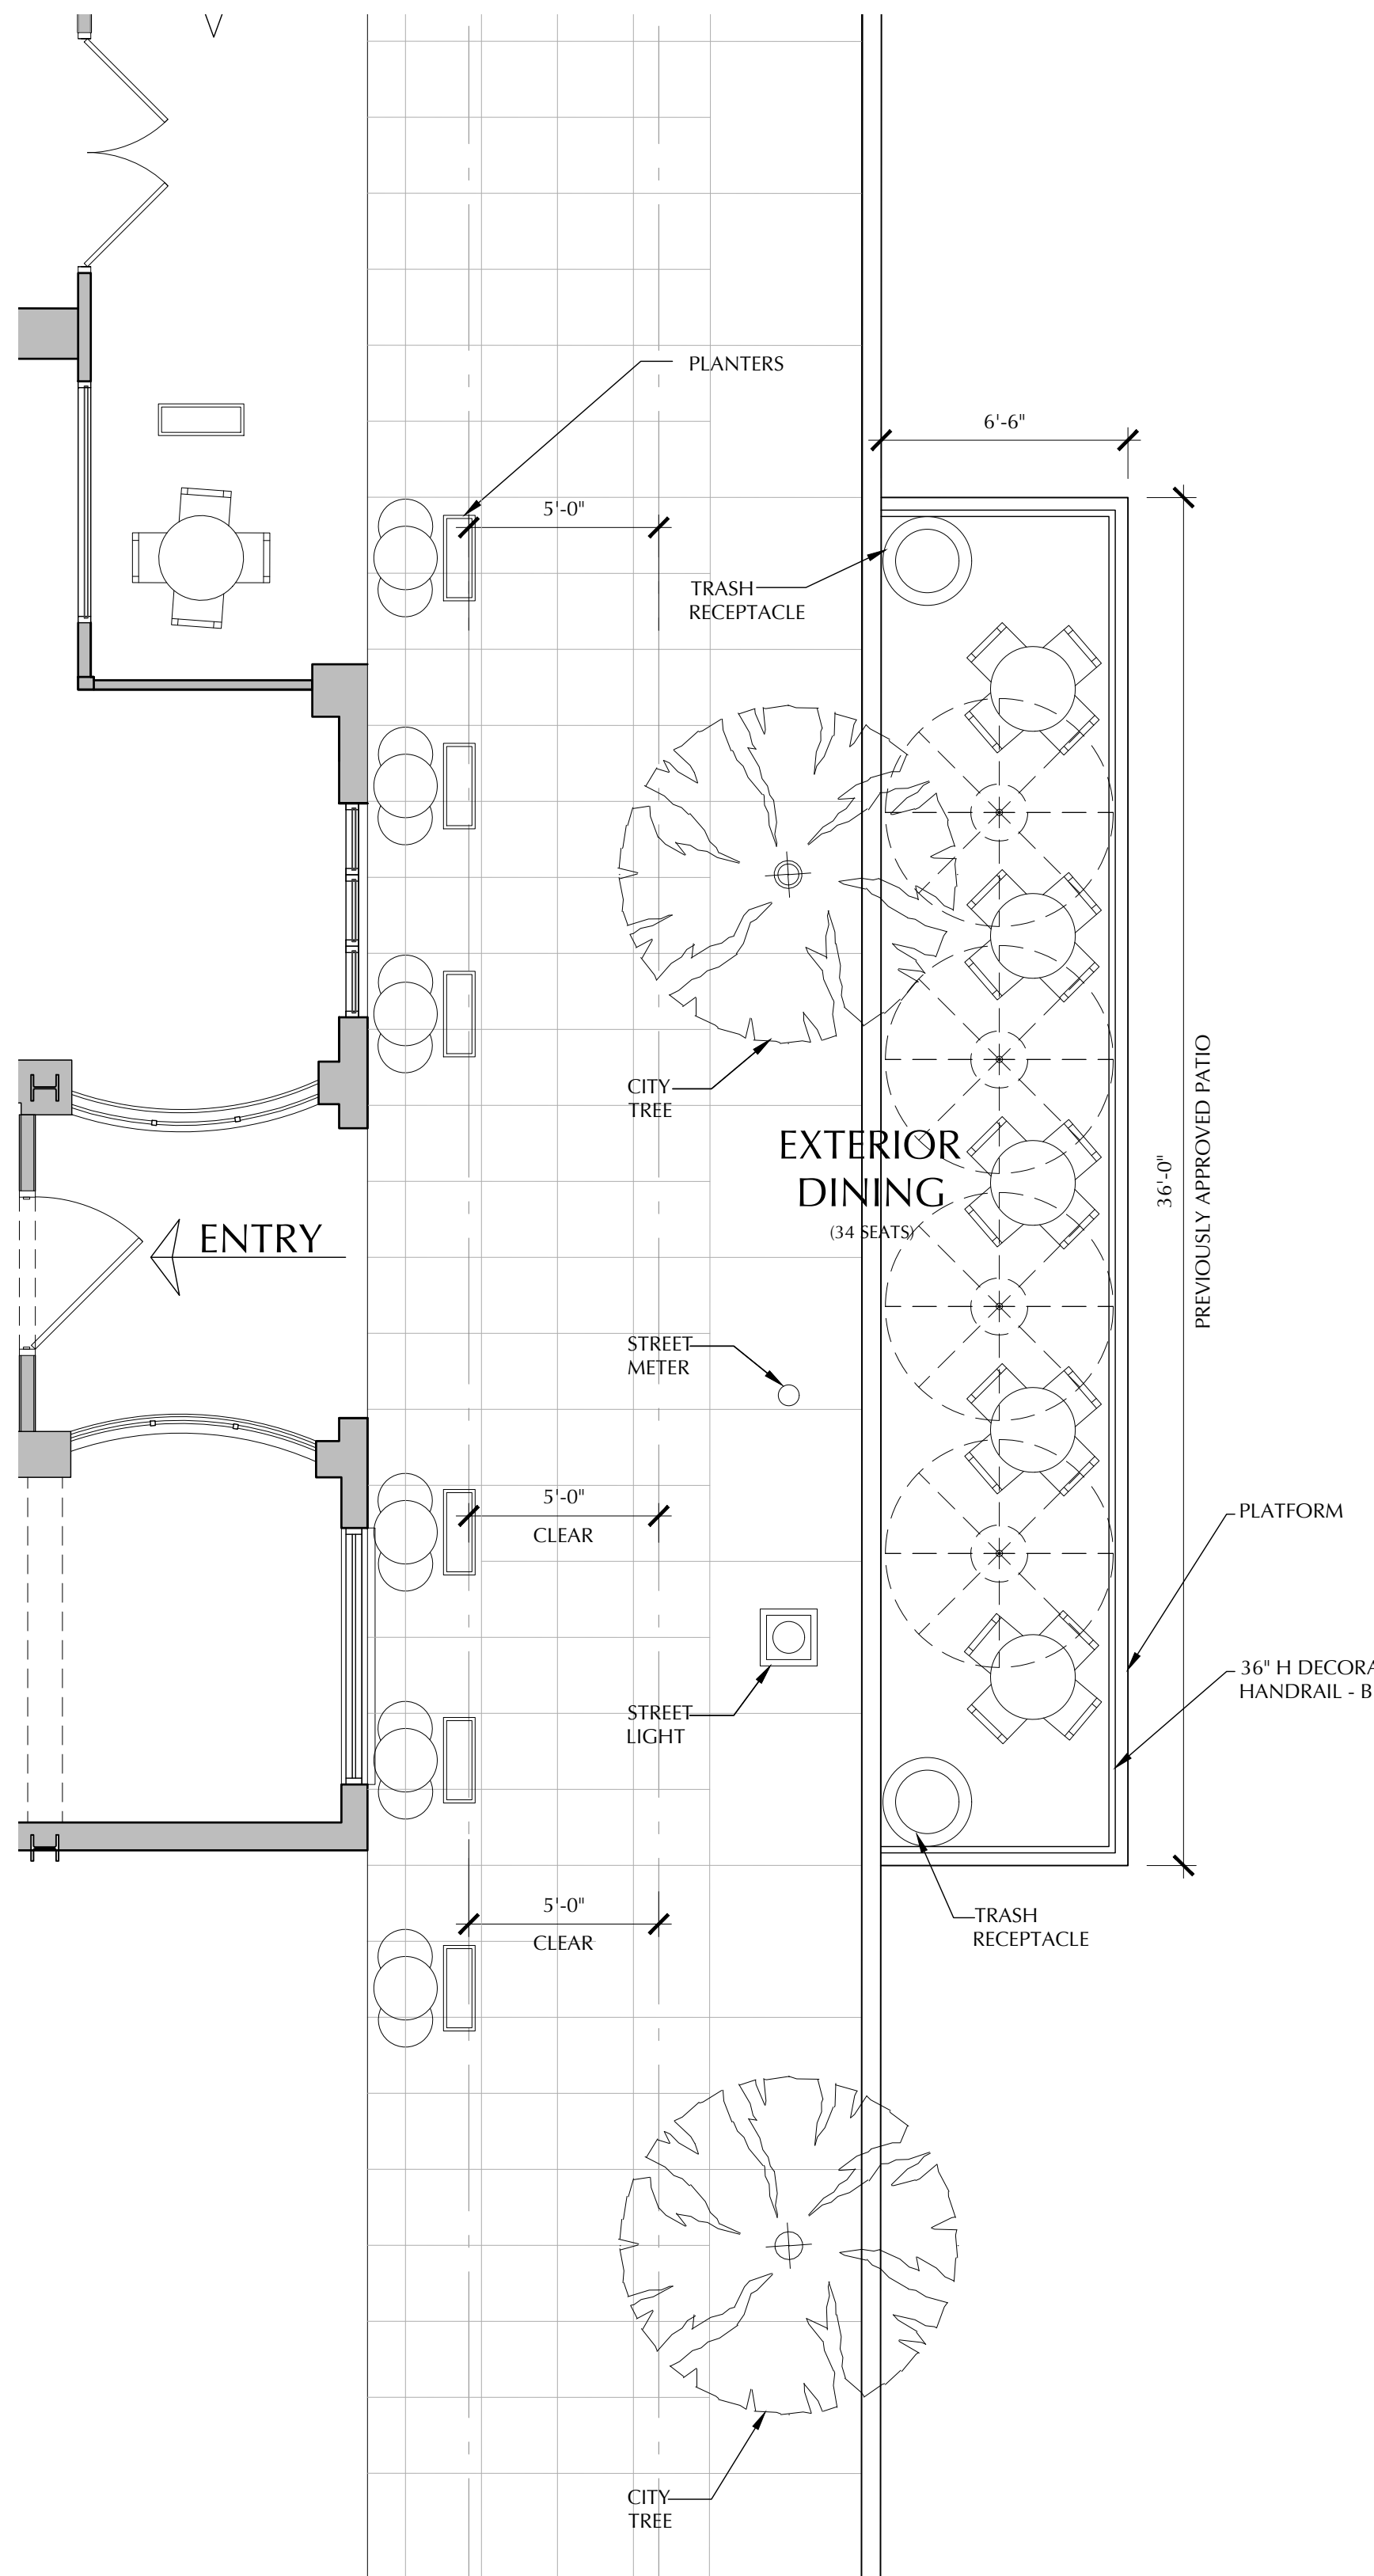 PLANTERS
6'-6"
5'-0"
TRASH
RECEPTACLE
CITY
TREE
EXTERIOR
DINING
(34 SEATS)
36'-0"
PREVIOUSLY APPROVED PATIO
ENTRY
STREET
METER
5'-0"
CLEAR
PLATFORM
36" H DECORA
HANDRAIL - B
STREET
LIGHT
5'-0"
CLEAR
TRASH
RECEPTACLE
CITY
TREE